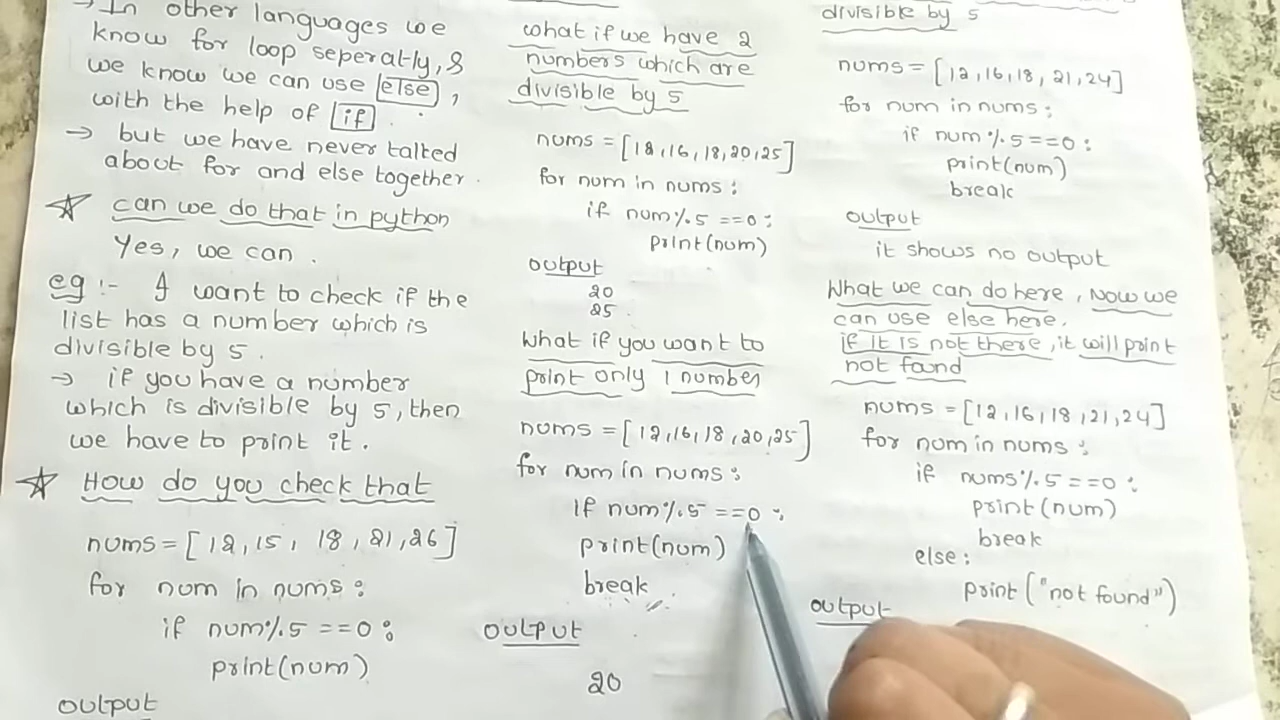 → In other languages we
know for loop seperatly, &
we know we can use else,
with the help of if.
→ but we have never talted
about for and else together.
☆ can we do that in python
Yes, we can.
eg :- I want to check if the
list has a number which is
divisible by 5.
→ if you have a number
which is divisible by 5, then
we have to print it.
☆ How do you check that
nums = [12, 15, 18, 21, 26]
for num in nums:
if num%5 ==0:
print(num)
output
what if we have 2
numbers which are
divisible by 5
nums = [12,16,18,20,25]
for num in nums:
if num%5 ==0:
print(num)
output
20
25
What if you want to
print only 1 number
nums = [12,16,18,20,25]
for num in nums:
If num%5 ==0:
print(num)
break
output
20
divisible by 5
nums = [12,16,18,21,24]
for num in nums:
if num%5==0:
print(num)
break
output
it shows no output
What we can do here, Now we
can use else here.
if it is not there, it will print
not found
nums = [12,16,18,21,24]
for num in nums:
if nums%5 ==0:
print(num)
break
else:
print("not found")
output